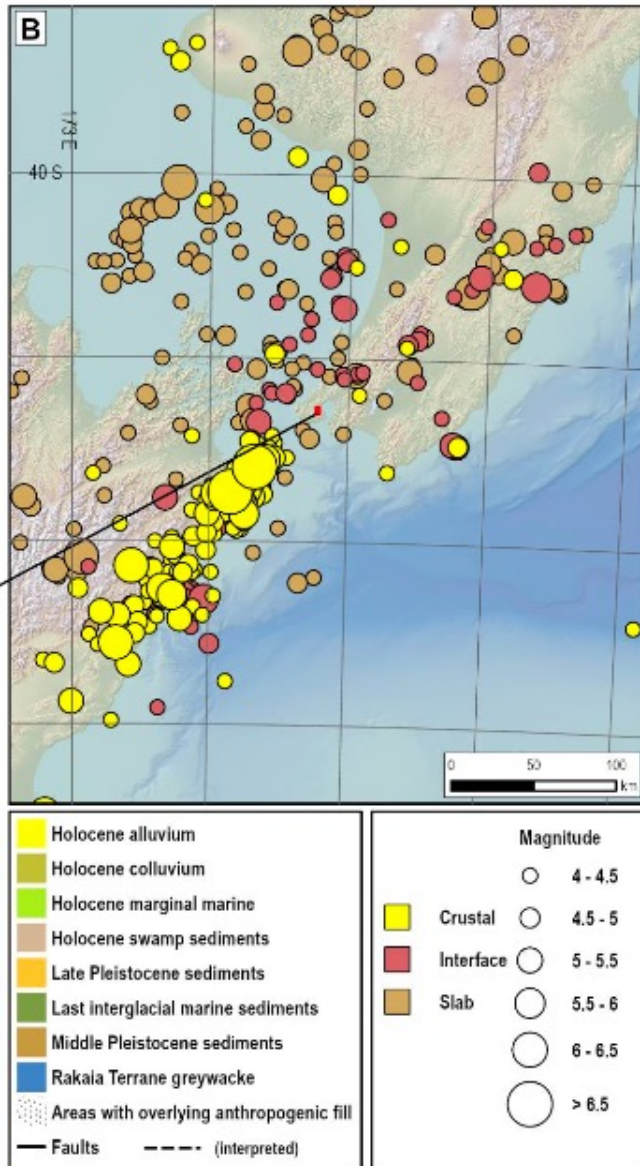 B
173 E
40 S
0 50 100
km
Holocene alluvium
Holocene colluvium
Holocene marginal marine
Holocene swamp sediments
Late Pleistocene sediments
Last interglacial marine sediments
Middle Pleistocene sediments
Rakaia Terrane greywacke
Areas with overlying anthropogenic fill
Faults (interpreted)
Magnitude
4 - 4.5
Crustal 4.5 - 5
Interface 5 - 5.5
Slab 5.5 - 6
6 - 6.5
> 6.5